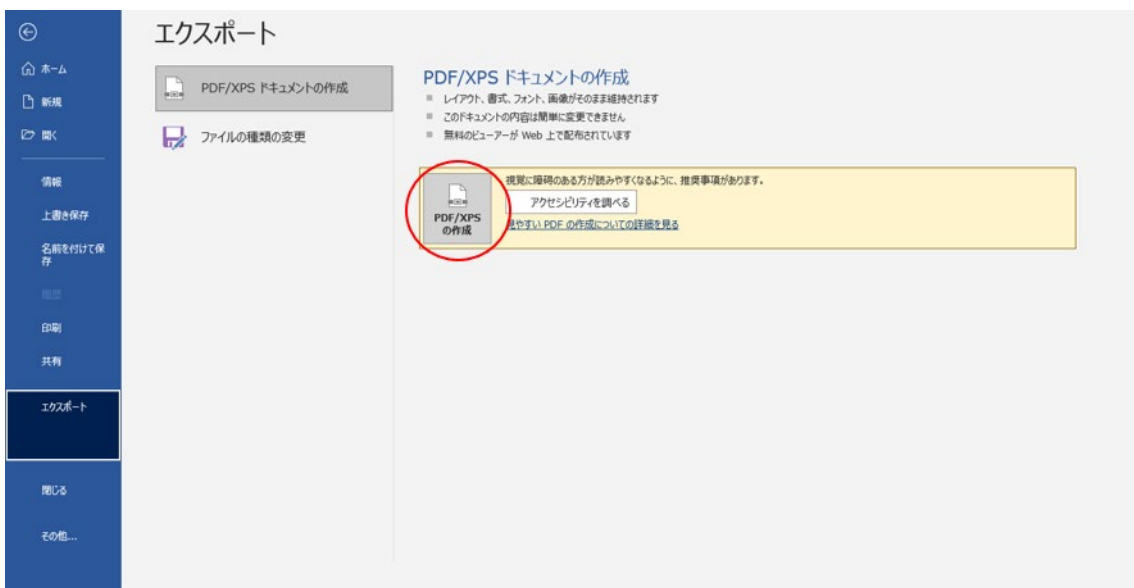 エクスポート
ホーム
新規
開く
情報
上書き保存
名前を付けて保
存
履歴
印刷
共有
エクスポート
閉じる
その他...
PDF/XPS ドキュメントの作成
ファイルの種類の変更
PDF/XPS ドキュメントの作成
レイアウト、書式、フォント、画像がそのまま維持されます
このドキュメントの内容は簡単に変更できません
無料のビューアーが Web 上で配布されています
PDF/XPS
の作成
視覚に障碍のある方が読みやすくなるように、推奨事項があります。
アクセシビリティを調べる
見やすい PDF の作成についての詳細を見る